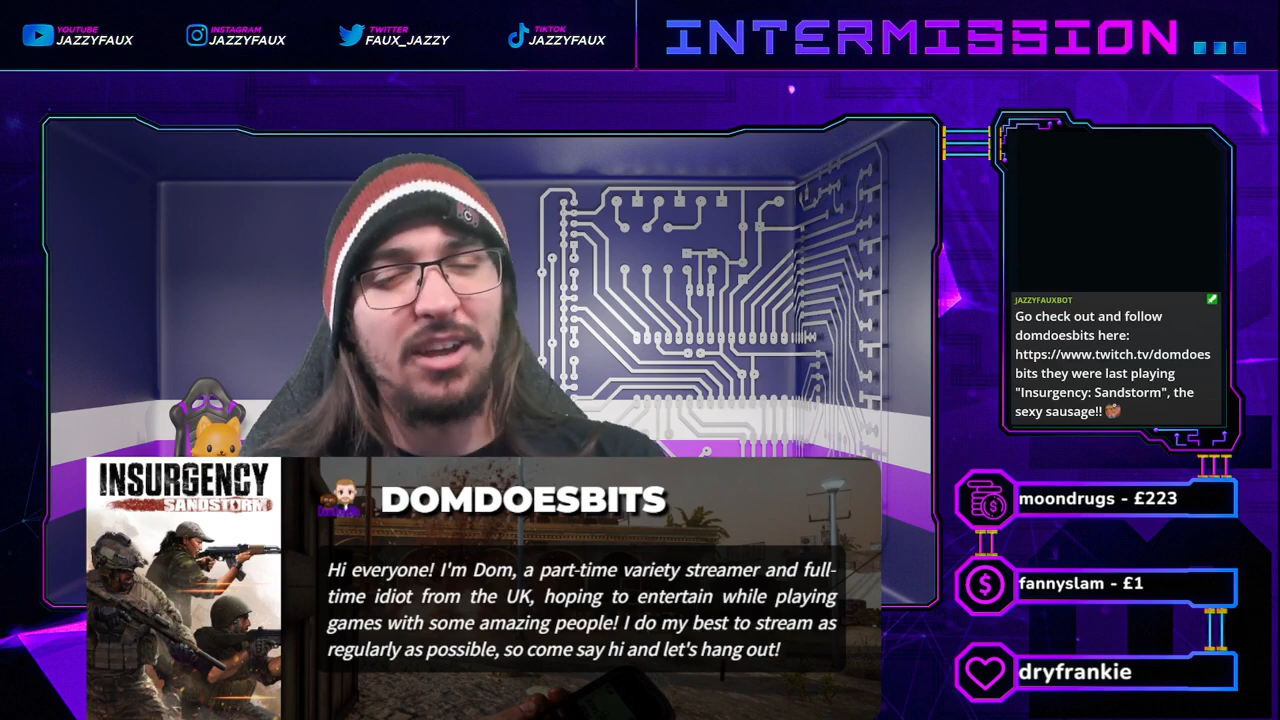 YOUTUBE
JAZZYFAUX
INSTAGRAM
JAZZYFAUX
TWITTER
FAUX_JAZZY
TIKTOK
JAZZYFAUX
INTERMISSION...
JAZZYFAUXBOT
Go check out and follow
domdoesbits here:
https://www.twitch.tv/domdoes
bits they were last playing
"Insurgency: Sandstorm", the
sexy sausage!!
INSURGENCY
SANDSTORM
DOMDOESBITS
Hi everyone! I'm Dom, a part-time variety streamer and full-
time idiot from the UK, hoping to entertain while playing
games with some amazing people! I do my best to stream as
regularly as possible, so come say hi and let's hang out!
moondrugs - £223
fannyslam - £1
dryfrankie